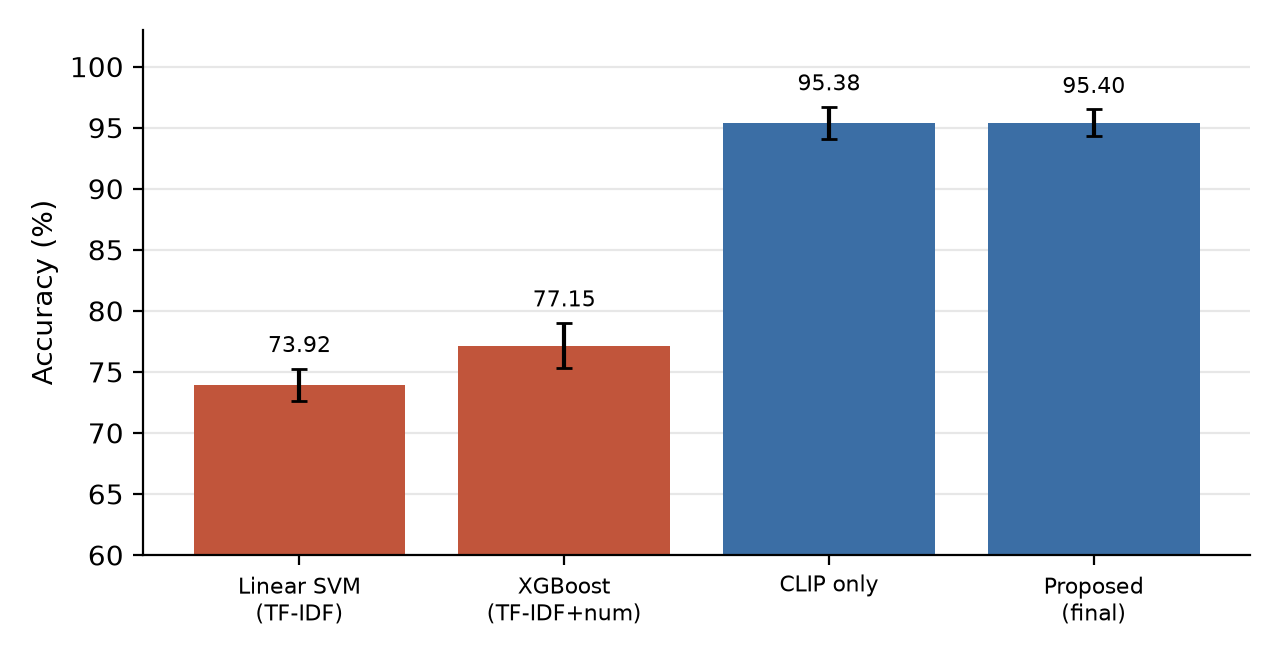 Accuracy (%)
100
95
90
85
80
75
70
65
60
73.92
77.15
95.38
95.40
Linear SVM
(TF-IDF)
XGBoost
(TF-IDF+num)
CLIP only
Proposed
(final)